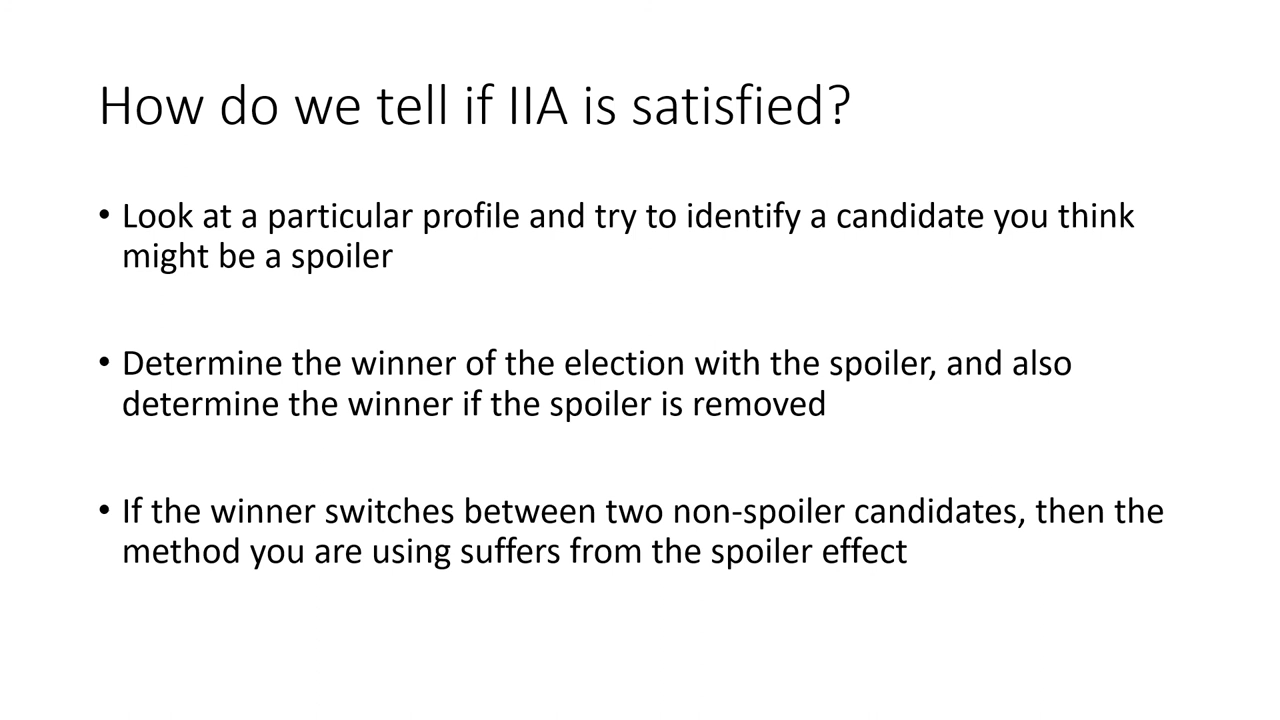 How do we tell if IIA is satisfied?
• Look at a particular profile and try to identify a candidate you think
might be a spoiler
• Determine the winner of the election with the spoiler, and also
determine the winner if the spoiler is removed
• If the winner switches between two non-spoiler candidates, then the
method you are using suffers from the spoiler effect